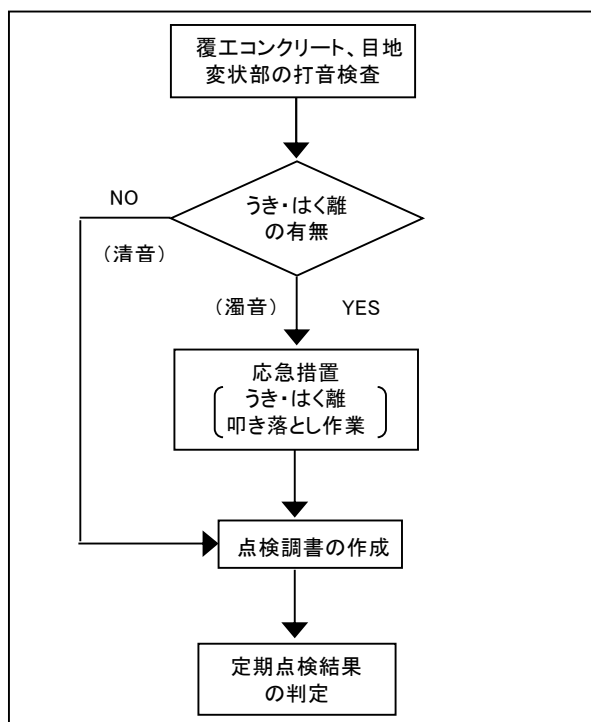 覆工コンクリート、目地
変状部の打音検査
うき・はく離
の有無
NO
（清音）
（濁音） YES
応急措置
うき・はく離
叩き落とし作業
点検調書の作成
定期点検結果
の判定